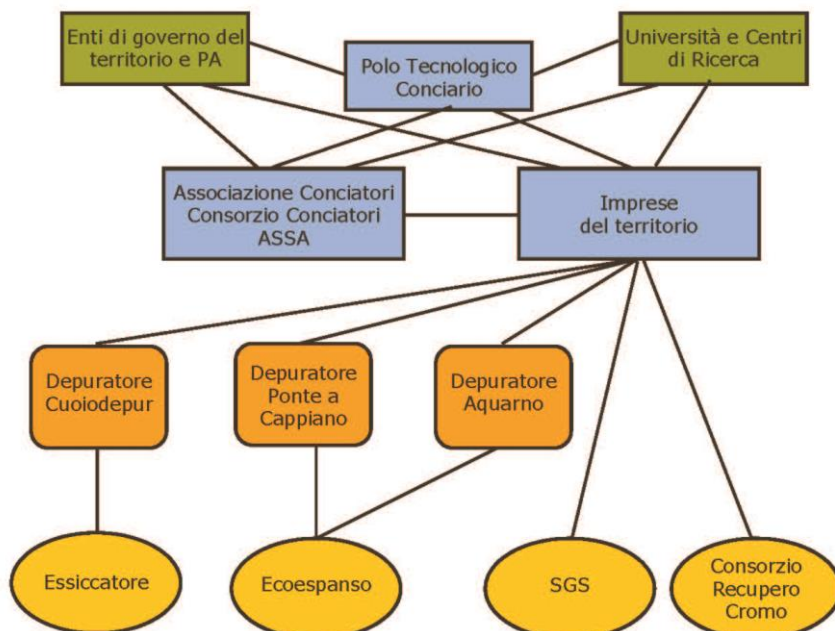 Enti di governo del
territorio e PA
Polo Tecnologico
Conciario
Università e Centri
di Ricerca
Associazione Conciatori
Consorzio Conciatori
ASSA
Imprese
del territorio
Depuratore
Cuoiodepur
Depuratore
Ponte a
Cappiano
Depuratore
Aquarno
Essiccatore
Ecoespanso
SGS
Consorzio
Recupero
Cromo